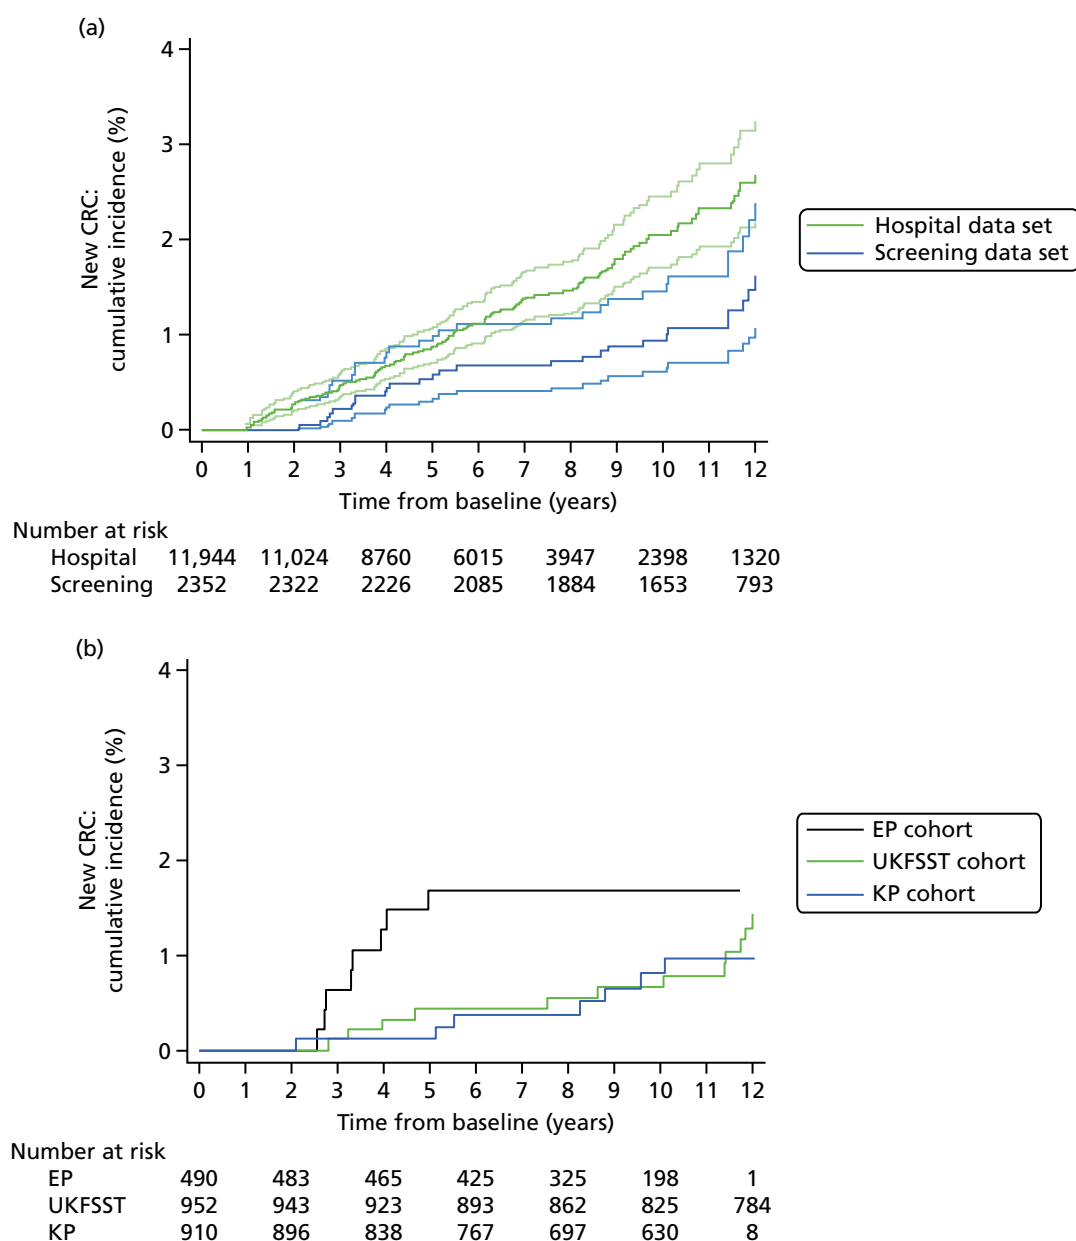 (a)
New CRC:
cumulative incidence (%)
4
3
2
1
0
0 1 2 3 4 5 6 7 8 9 10 11 12
Time from baseline (years)
Hospital data set
Screening data set
Number at risk
Hospital 11,944 11,024 8760 6015 3947 2398 1320
Screening 2352 2322 2226 2085 1884 1653 793
(b)
New CRC:
cumulative incidence (%)
4
3
2
1
0
0 1 2 3 4 5 6 7 8 9 10 11 12
Time from baseline (years)
EP cohort
UKFSST cohort
KP cohort
Number at risk
EP 490 483 465 425 325 198 1
UKFSST 952 943 923 893 862 825 784
KP 910 896 838 767 697 630 8